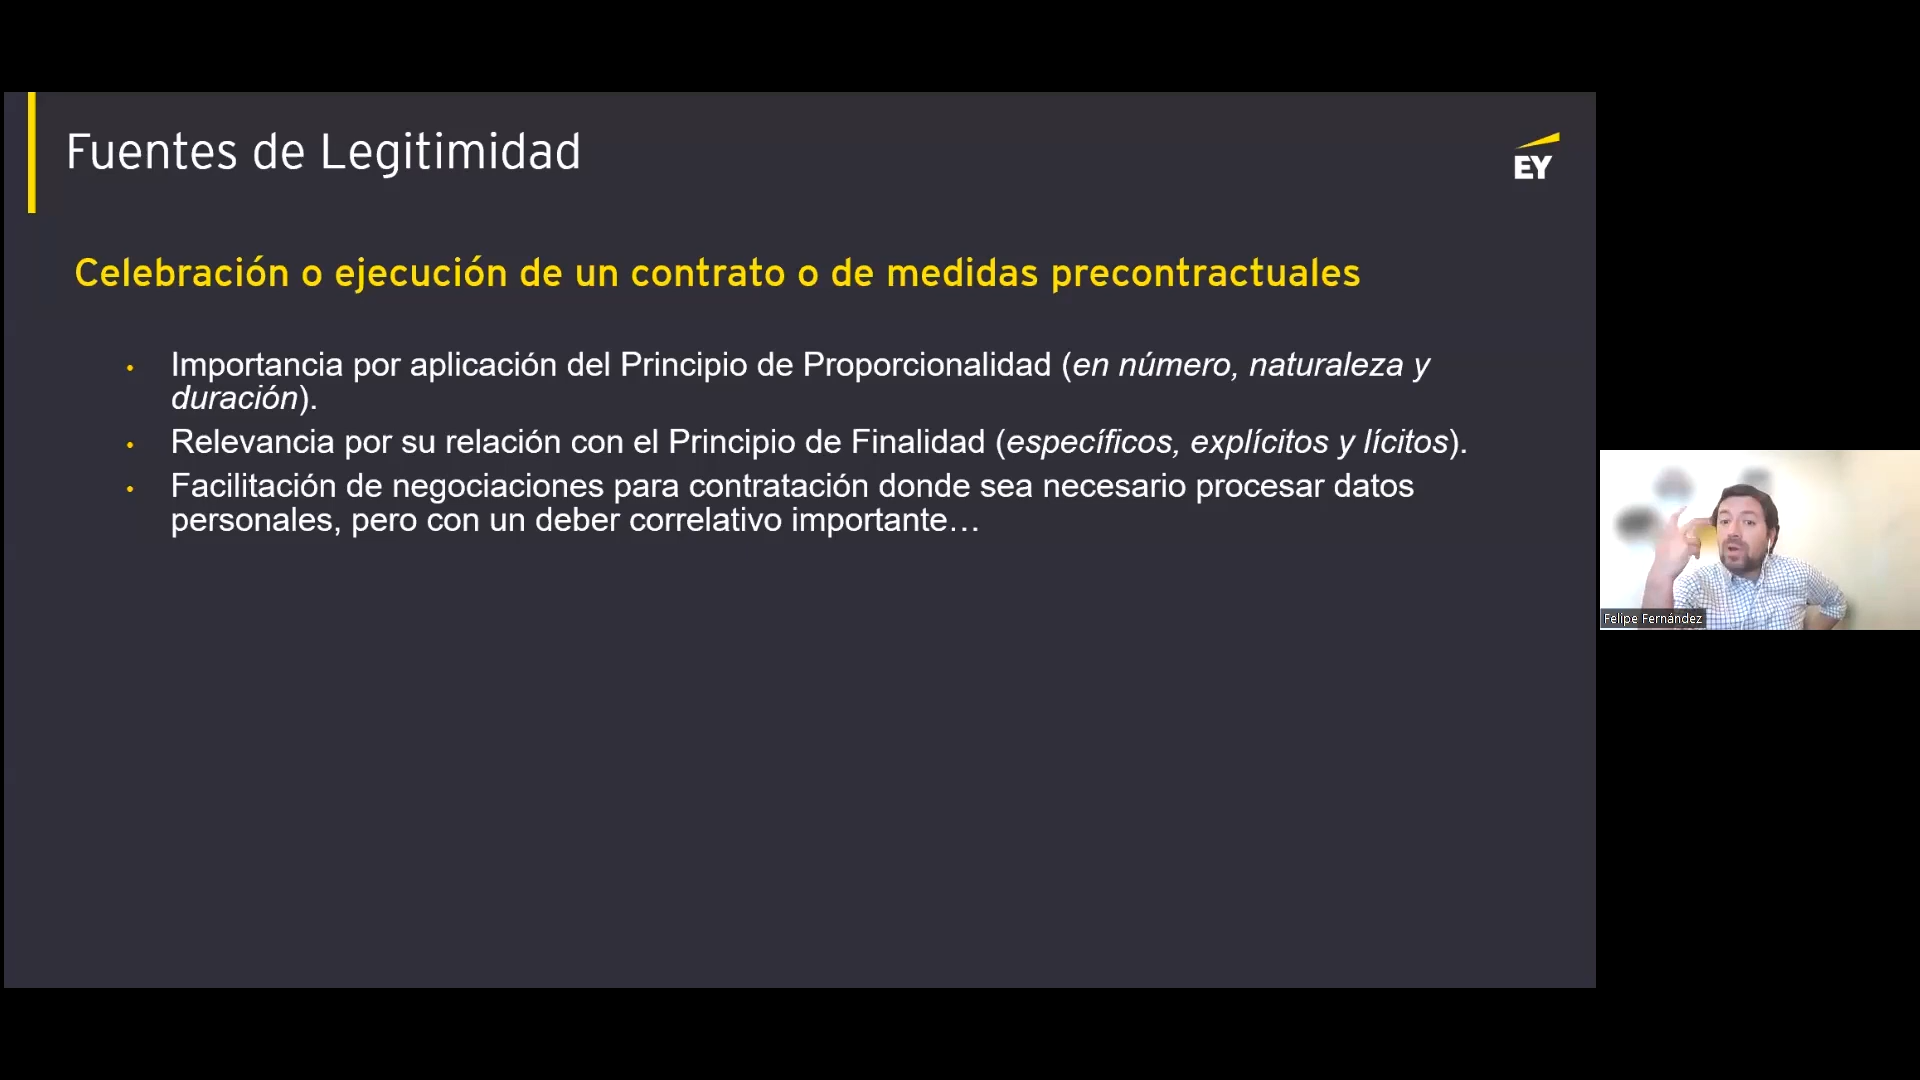 Fuentes de Legitimidad
EY
Celebración o ejecución de un contrato o de medidas precontractuales
• Importancia por aplicación del Principio de Proporcionalidad (en número, naturaleza y
duración).
• Relevancia por su relación con el Principio de Finalidad (específicos, explícitos y lícitos).
• Facilitación de negociaciones para contratación donde sea necesario procesar datos
personales, pero con un deber correlativo importante…
Felipe Fernández